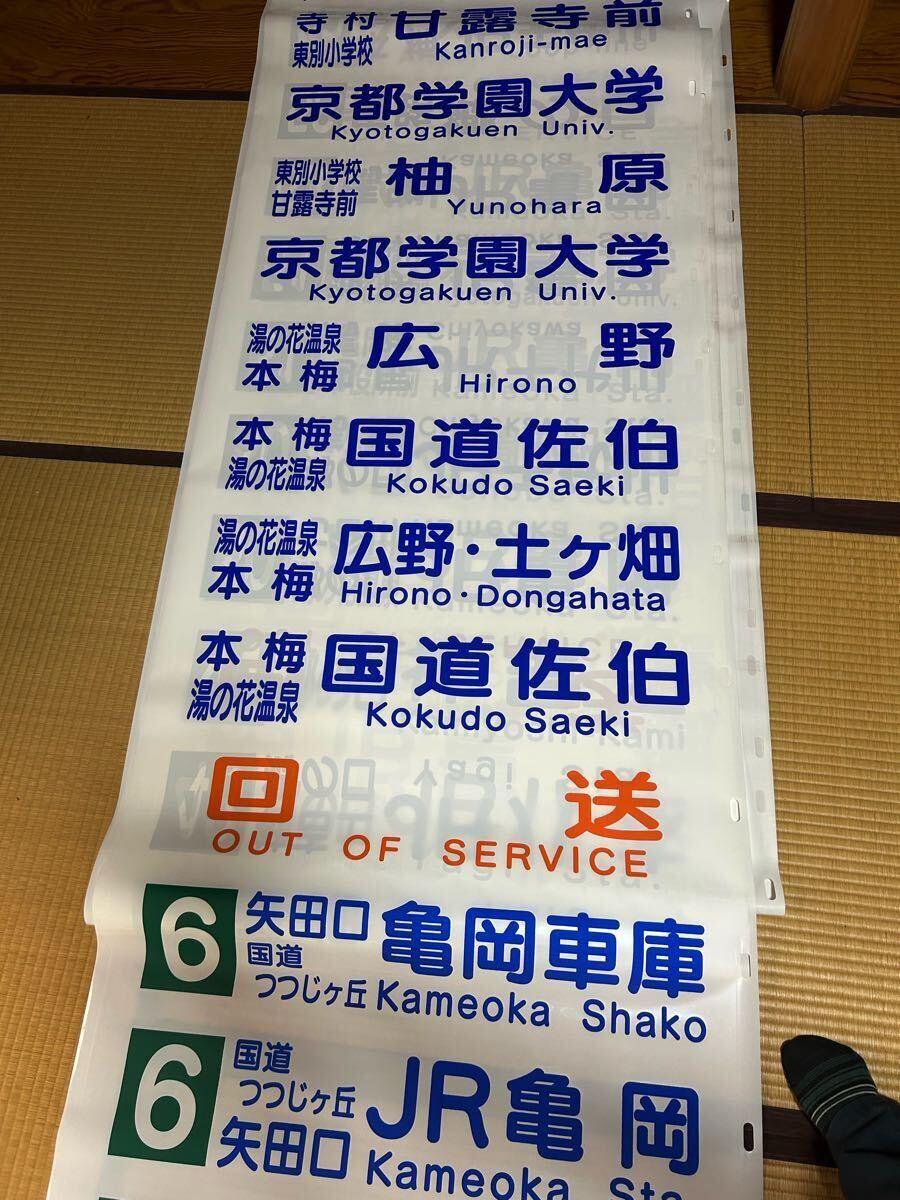 寺村 甘露寺前
東別小学校 Kanroji-mae
京都学園大学
Kyotogakuen Univ.
東別小学校 柚原
甘露寺前 Yunohara
京都学園大学
Kyotogakuen Univ.
湯の花温泉 広野
本梅 Hirono
本梅 国道佐伯
湯の花温泉 Kokudo Saeki
湯の花温泉 広野・土ヶ畑
本梅 Hirono・Dongahata
本梅 国道佐伯
湯の花温泉 Kokudo Saeki
回送
OUT OF SERVICE
6 矢田口 亀岡車庫
国道
つつじヶ丘 Kameoka Shako
6 国道 JR亀岡
つつじヶ丘
矢田口 Kameoka Sta